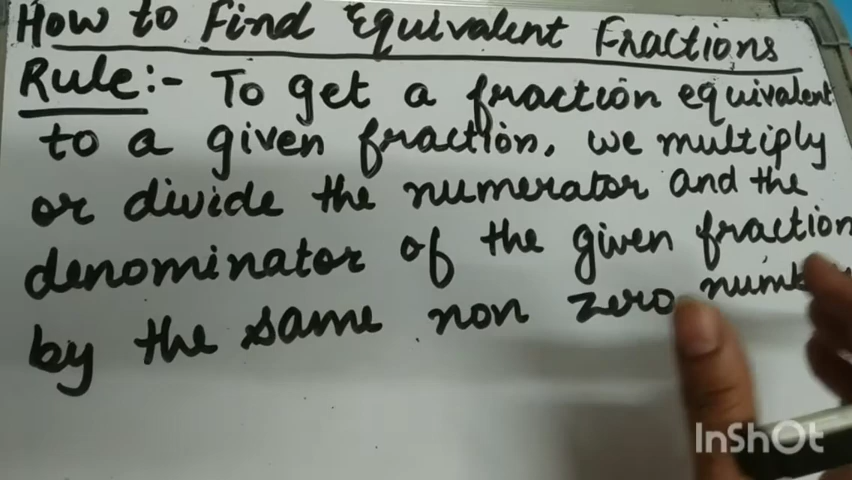 How to Find Equivalent Fractions
Rule:- To get a fraction equivalent
to a given fraction, we multiply
or divide the numerator and the
denominator of the given fraction
by the same non zero
InShOt